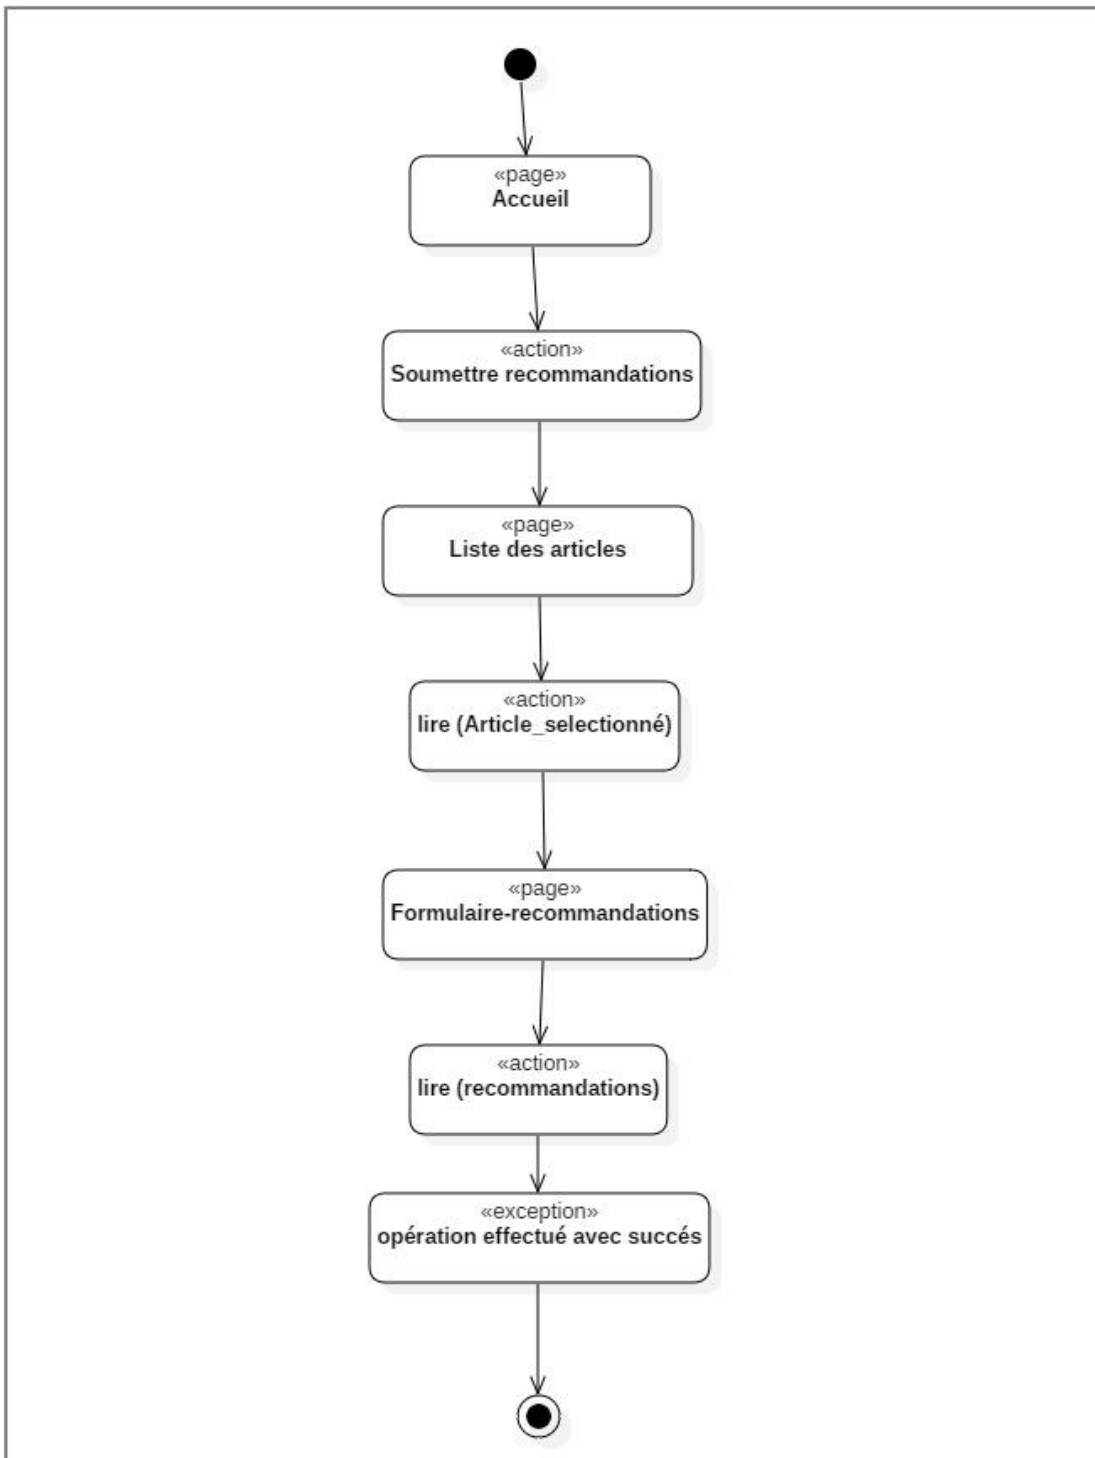 «page»
Accueil
«action»
Soumettre recommandations
«page»
Liste des articles
«action»
lire (Article_selectionné)
«page»
Formulaire-recommandations
«action»
lire (recommandations)
«exception»
opération effectué avec succés